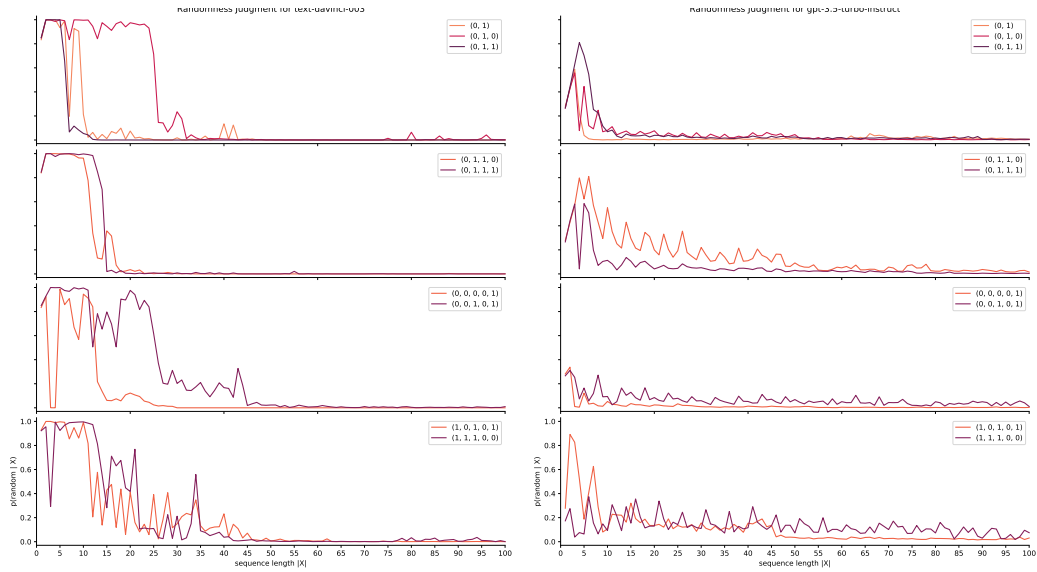 Randomness judgment for text-davinci-003
(0, 1)
(0, 1, 0)
(0, 1, 1)
(0, 1, 1, 0)
(0, 1, 1, 1)
(0, 0, 0, 0, 1)
(0, 0, 1, 0, 1)
(1, 0, 1, 0, 1)
(1, 1, 1, 0, 0)
1.0
0.8
0.6
0.4
0.2
0.0
p(random | X)
0 5 10 15 20 25 30 35 40 45 50 55 60 65 70 75 80 85 90 95 100
sequence length |X|
Randomness judgment for gpt-3.5-turbo-instruct
(0, 1)
(0, 1, 0)
(0, 1, 1)
(0, 1, 1, 0)
(0, 1, 1, 1)
(0, 0, 0, 0, 1)
(0, 0, 1, 0, 1)
(1, 0, 1, 0, 1)
(1, 1, 1, 0, 0)
1.0
0.8
0.6
0.4
0.2
0.0
p(random | X)
0 5 10 15 20 25 30 35 40 45 50 55 60 65 70 75 80 85 90 95 100
sequence length |X|